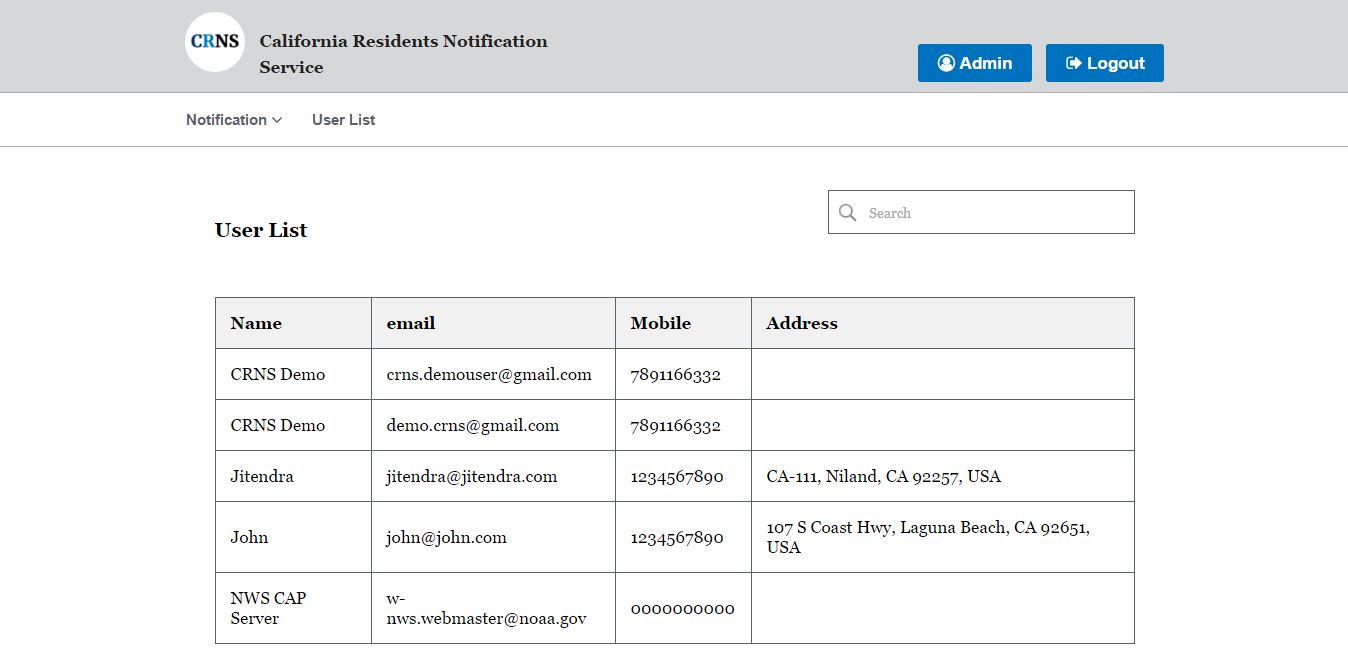 CRNS
California Residents Notification
Service
Admin
Logout
Notification
User List
Search
User List
Name email Mobile Address
CRNS Demo crns.demouser@gmail.com 7891166332
CRNS Demo demo.crns@gmail.com 7891166332
Jitendra jitendra@jitendra.com 1234567890 CA-111, Niland, CA 92257, USA
John john@john.com 1234567890 107 S Coast Hwy, Laguna Beach, CA 92651,
USA
NWS CAP w-
Server nws.webmaster@noaa.gov 0000000000